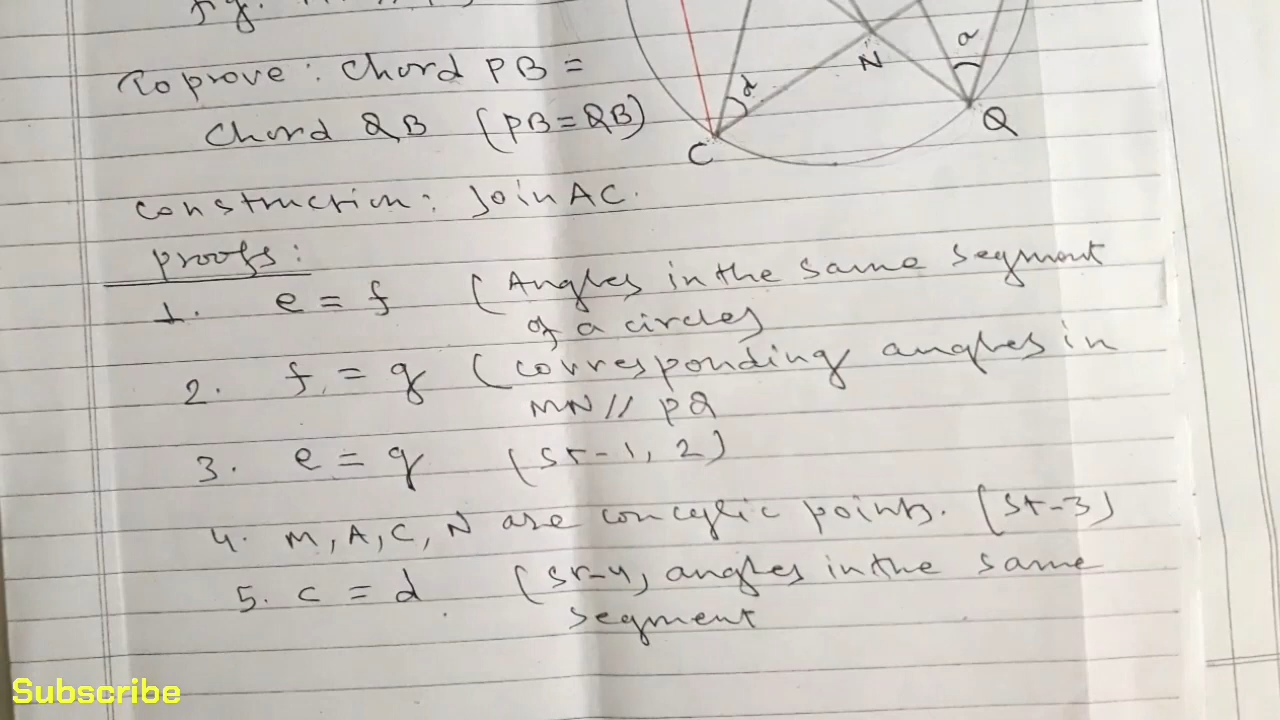 To prove : Chord PB =
Chord QB (PB = QB)
a
N
d
Q
C
Construction : Join AC.
Proofs :
1. e = f (Angles in the same segment
of a circles
2. f = g (corresponding angles in
MN // PQ
3. e = g (St-1, 2)
4. M, A, C, N are concylic points. (St-3)
5. c = d (St-4, angles in the same
segment
Subscribe